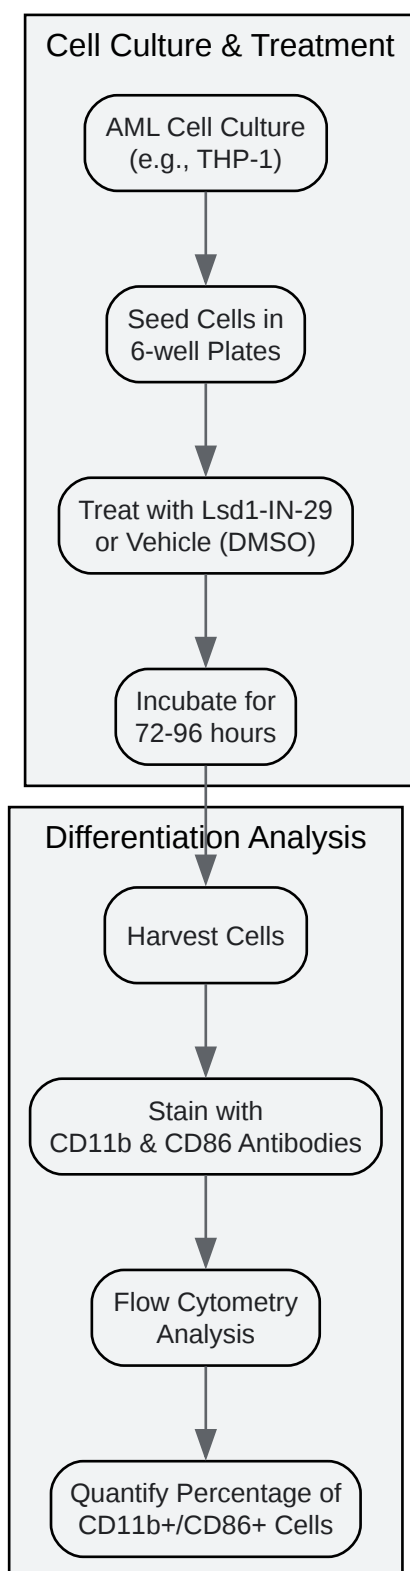 Cell Culture & Treatment
AML Cell Culture
(e.g., THP-1)
Seed Cells in
6-well Plates
Treat with Lsd1-IN-29
or Vehicle (DMSO)
Incubate for
72-96 hours
Differentiation Analysis
Harvest Cells
Stain with
CD11b & CD86 Antibodies
Flow Cytometry
Analysis
Quantify Percentage of
CD11b+/CD86+ Cells